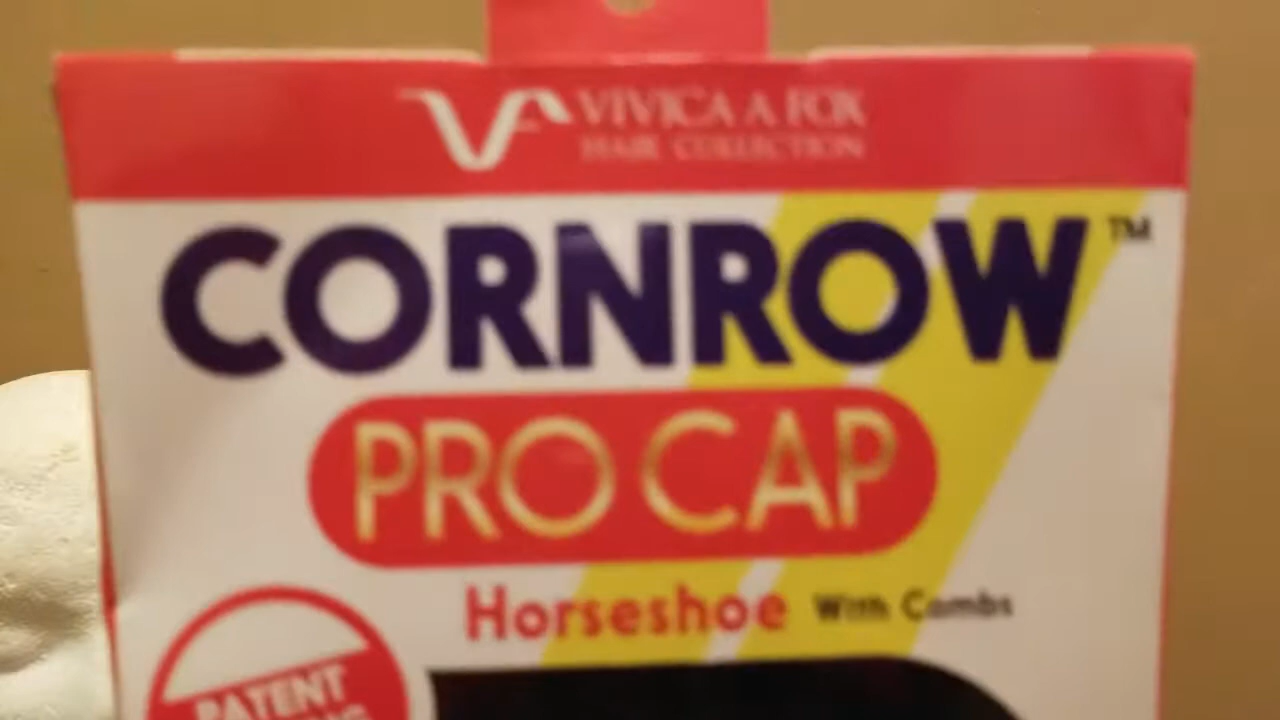 VIVICA A FOX
HAIR COLLECTION
CORNROW™
PRO CAP
Horseshoe With Combs
PATENT